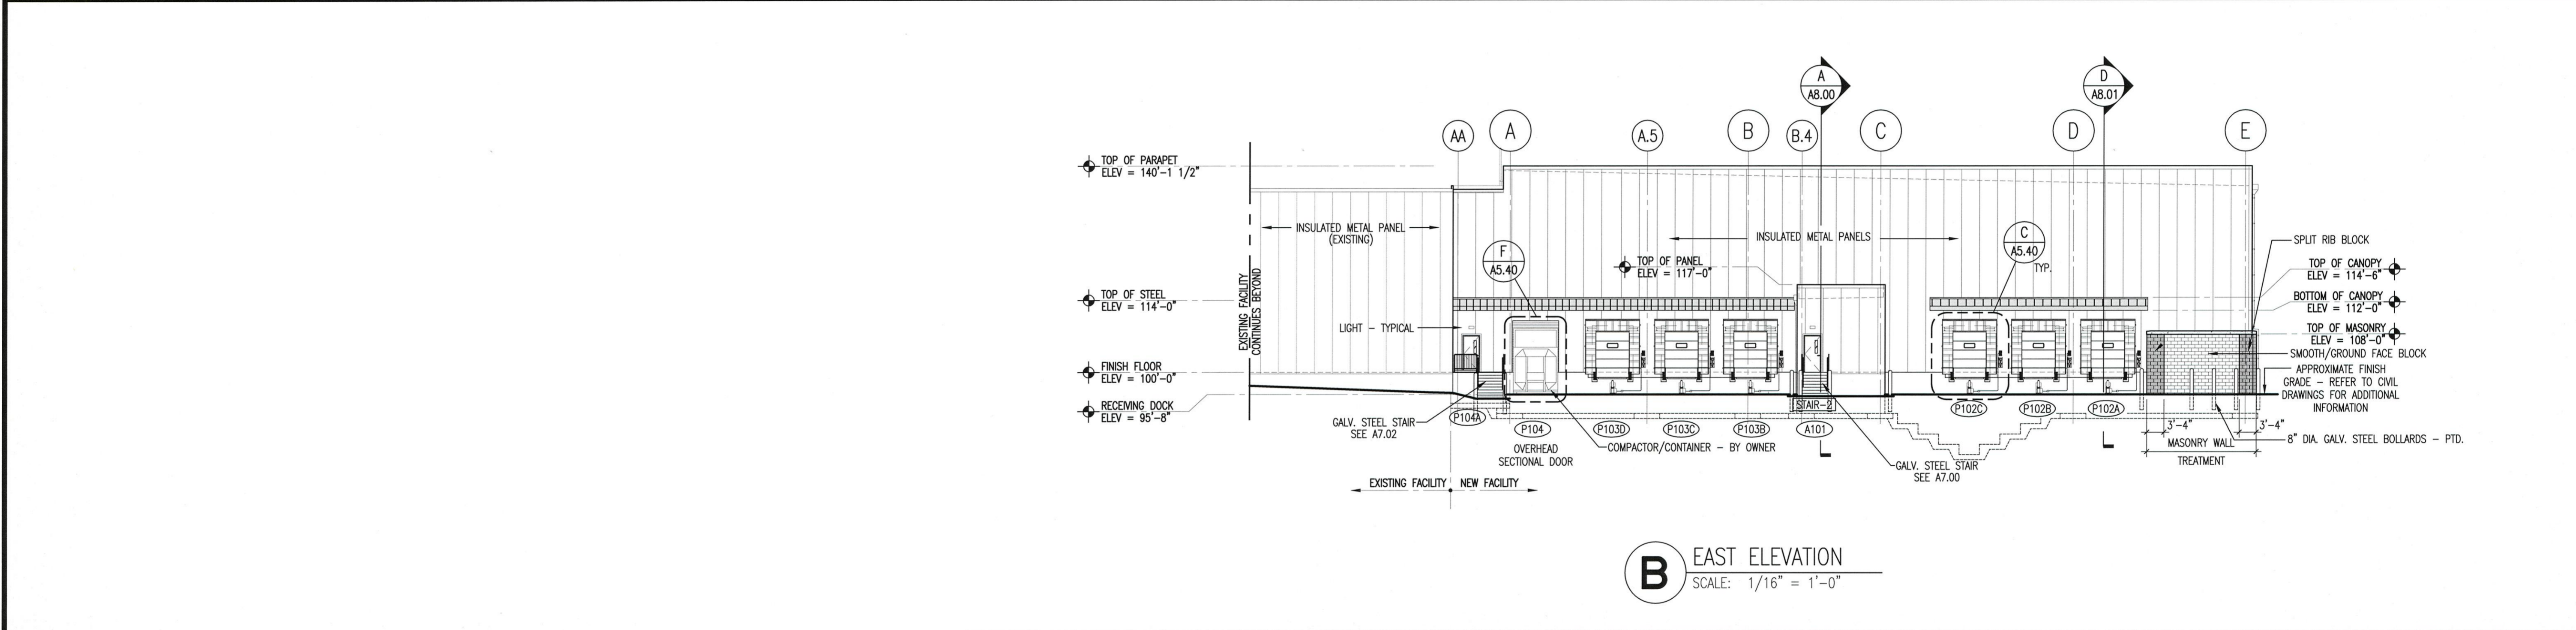 A
A8.00
D
A8.01
AA
A
A.5
B
B.4
C
D
E
TOP OF PARAPET
ELEV = 140'-1 1/2"
INSULATED METAL PANEL
(EXISTING)
INSULATED METAL PANELS
C
A5.40
TYP.
SPLIT RIB BLOCK
F
A5.40
TOP OF PANEL
ELEV = 117'-0"
TOP OF CANOPY
ELEV = 114'-6"
TOP OF STEEL
ELEV = 114'-0"
EXISTING FACILITY
CONTINUES BEYOND
BOTTOM OF CANOPY
ELEV = 112'-0"
LIGHT - TYPICAL
TOP OF MASONRY
ELEV = 108'-0"
SMOOTH/GROUND FACE BLOCK
FINISH FLOOR
ELEV = 100'-0"
APPROXIMATE FINISH
GRADE - REFER TO CIVIL
DRAWINGS FOR ADDITIONAL
INFORMATION
RECEIVING DOCK
ELEV = 95'-8"
STAIR-2
GALV. STEEL STAIR
SEE A7.02
P104A
P104
P103D
P103C
P103B
A101
P102C
P102B
P102A
3'-4"
3'-4"
OVERHEAD
SECTIONAL DOOR
COMPACTOR/CONTAINER - BY OWNER
MASONRY WALL
TREATMENT
8" DIA. GALV. STEEL BOLLARDS - PTD.
GALV. STEEL STAIR
SEE A7.00
EXISTING FACILITY
NEW FACILITY
B
EAST ELEVATION
SCALE: 1/16" = 1'-0"